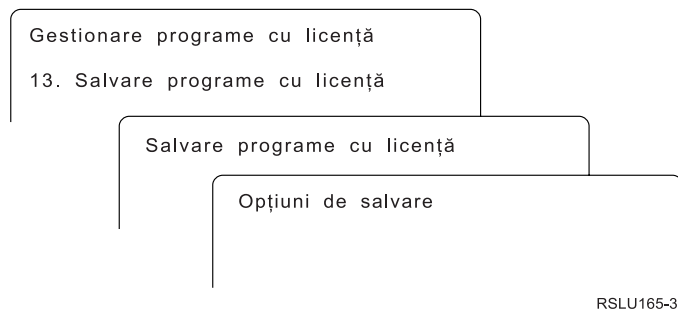 Gestionare programe cu licență
13. Salvare programe cu licență
Salvare programe cu licență
Opțiuni de salvare
RSLU165-3